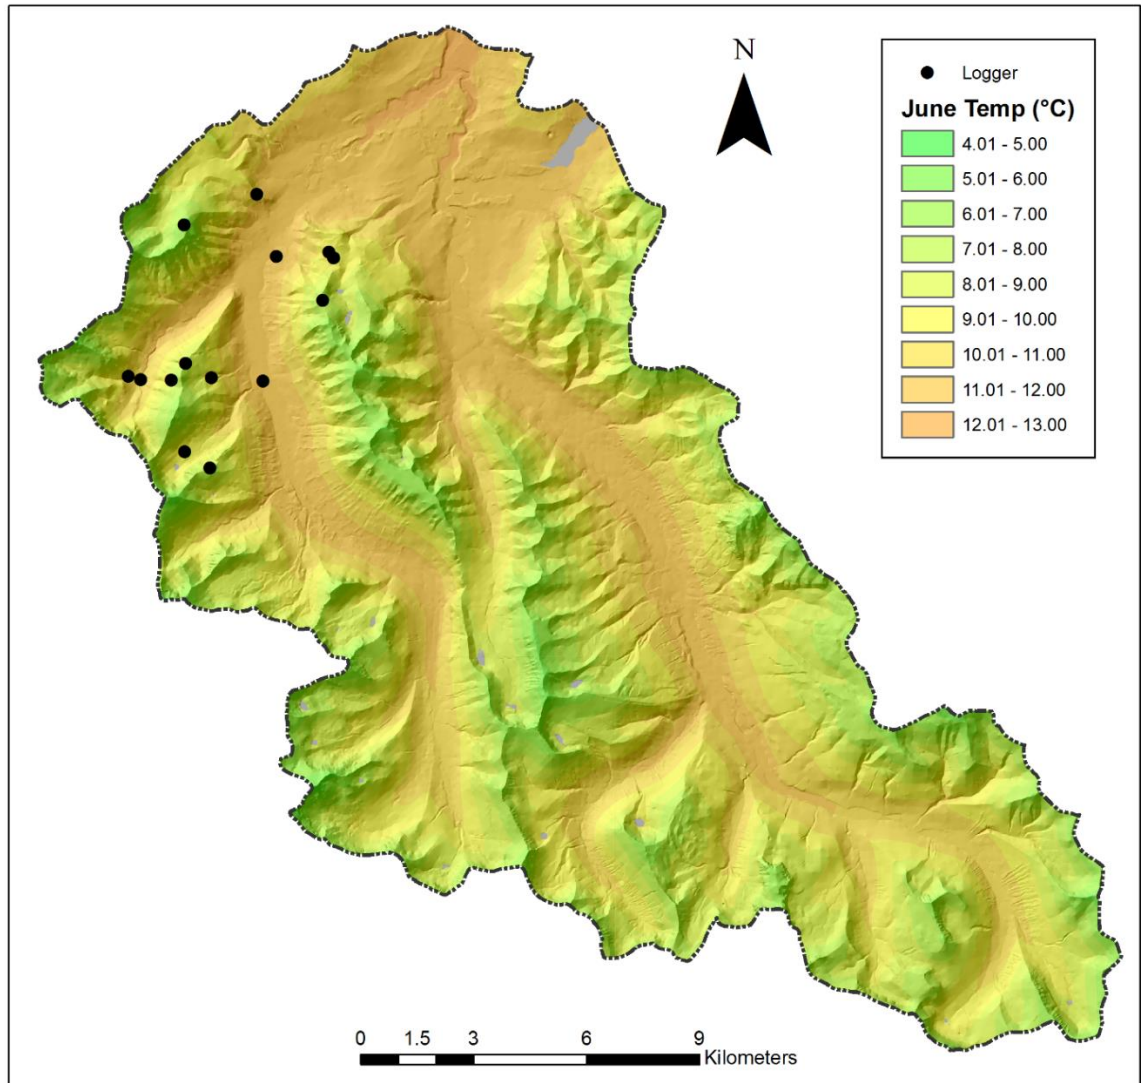 N
Logger
June Temp (°C)
4.01 - 5.00
5.01 - 6.00
6.01 - 7.00
7.01 - 8.00
8.01 - 9.00
9.01 - 10.00
10.01 - 11.00
11.01 - 12.00
12.01 - 13.00
0 1.5 3 6 9
Kilometers